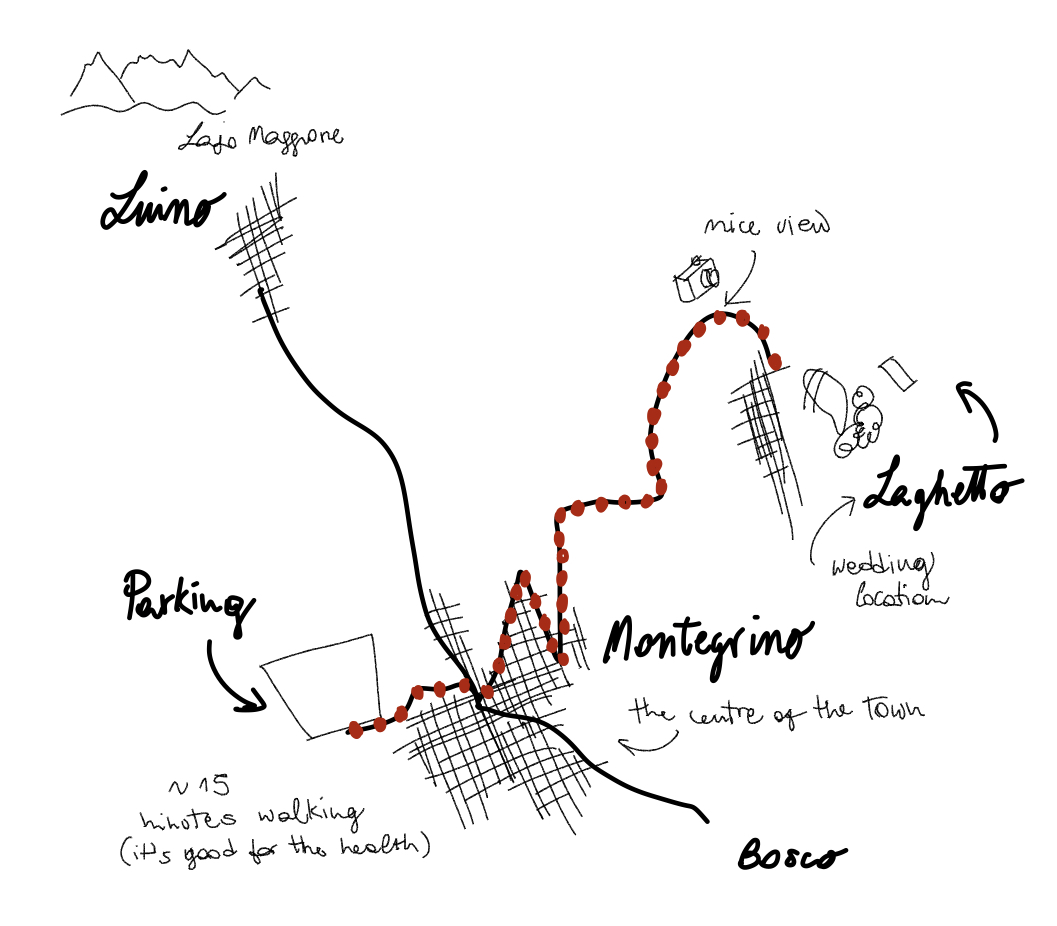 Lago Maggiore
Luino
nice view
Laghetto
wedding
location
Parking
Montegrino
the centre of the town
~ 15
minutes walking
(it's good for the health)
Bosco